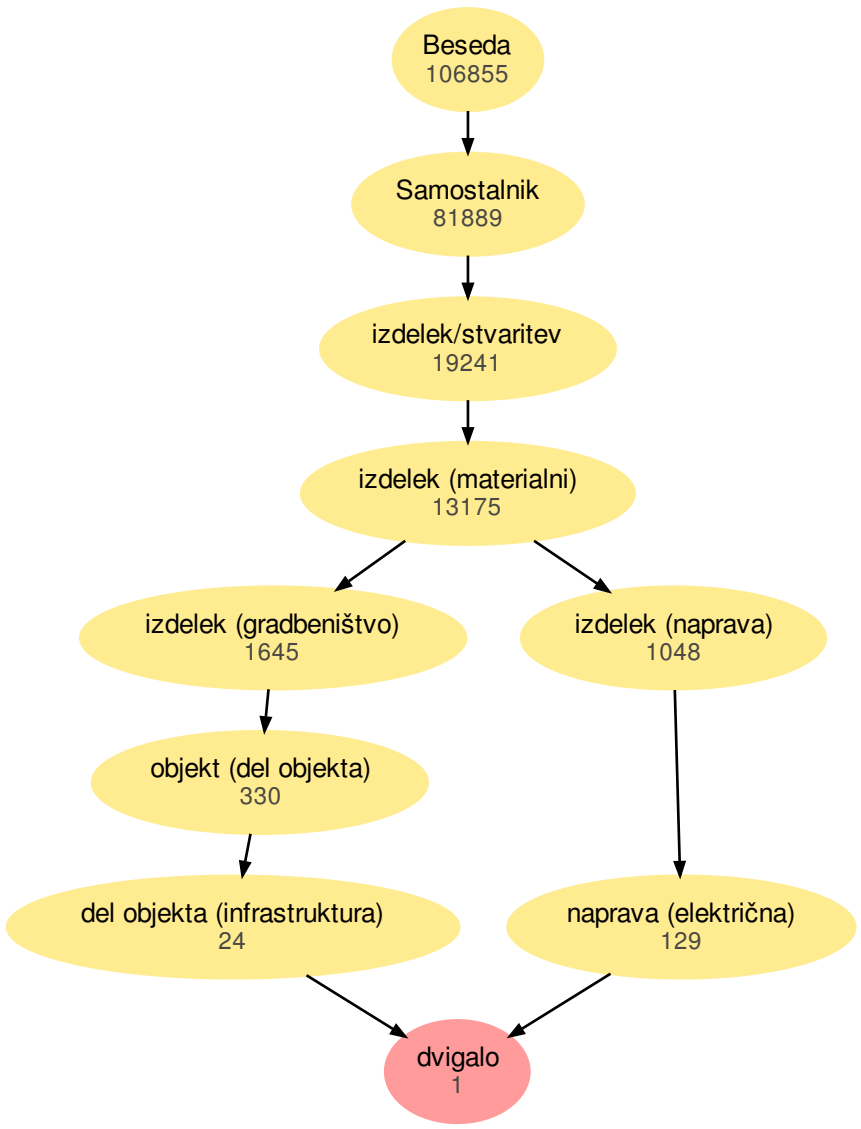 Beseda
106855
Samostalnik
81889
izdelek/stvaritev
19241
izdelek (materialni)
13175
izdelek (gradbeništvo)
1645
izdelek (naprava)
1048
objekt (del objekta)
330
del objekta (infrastruktura)
24
naprava (električna)
129
dvigalo
1